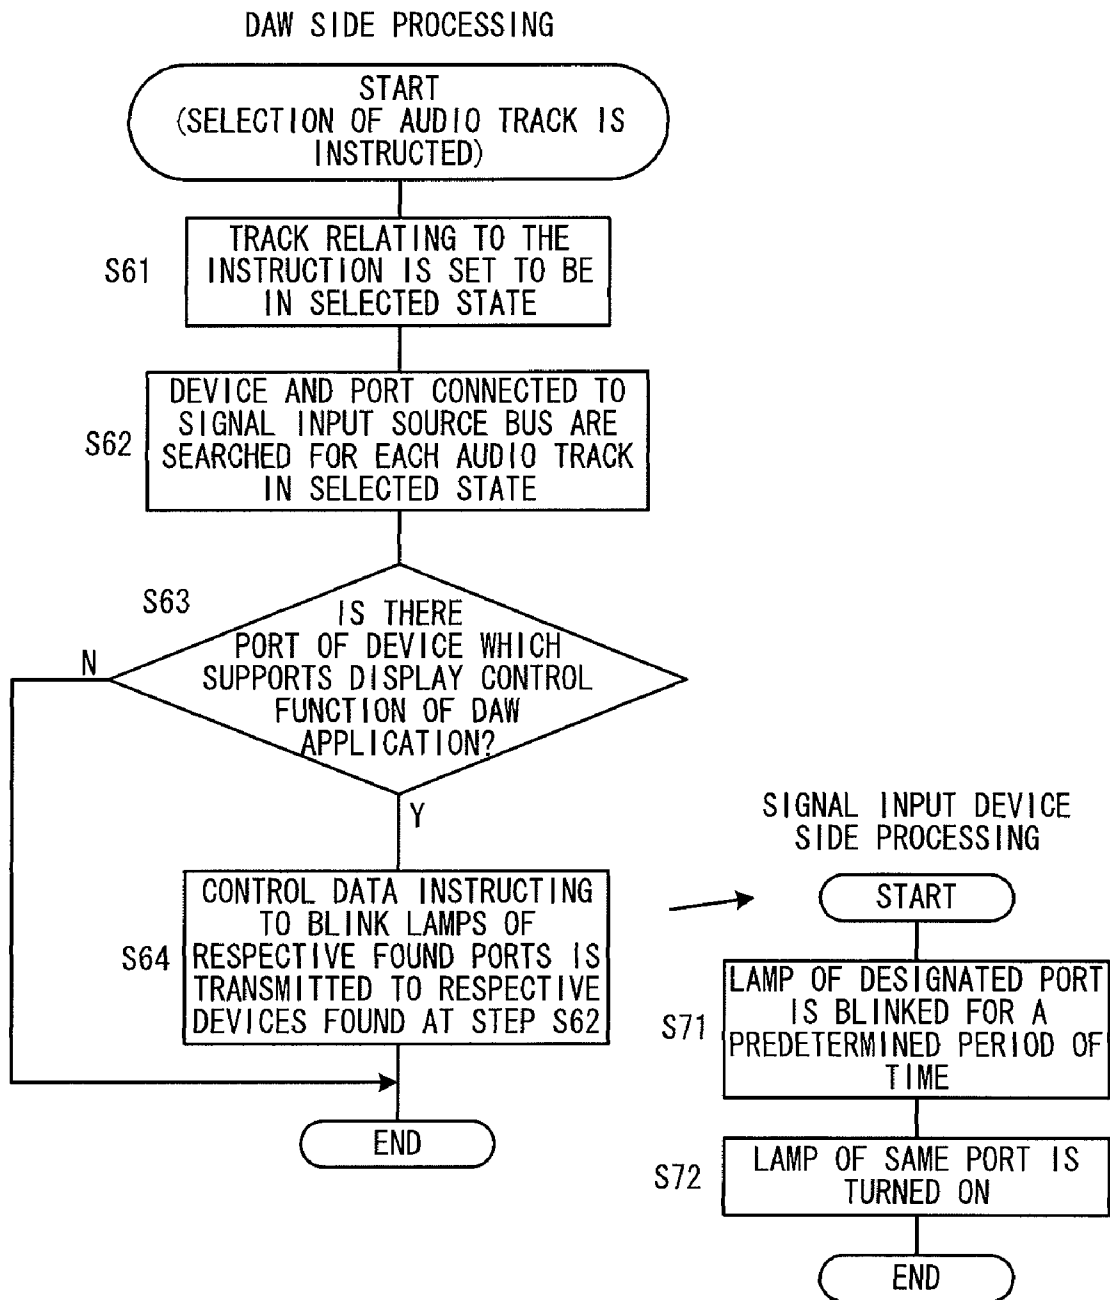 DAW SIDE PROCESSING
START
(SELECTION OF AUDIO TRACK IS
INSTRUCTED)
S61
TRACK RELATING TO THE
INSTRUCTION IS SET TO BE
IN SELECTED STATE
S62
DEVICE AND PORT CONNECTED TO
SIGNAL INPUT SOURCE BUS ARE
SEARCHED FOR EACH AUDIO TRACK
IN SELECTED STATE
S63
IS THERE
PORT OF DEVICE WHICH
SUPPORTS DISPLAY CONTROL
FUNCTION OF DAW
APPLICATION?
N
Y
S64
CONTROL DATA INSTRUCTING
TO BLINK LAMPS OF
RESPECTIVE FOUND PORTS IS
TRANSMITTED TO RESPECTIVE
DEVICES FOUND AT STEP S62
END
SIGNAL INPUT DEVICE
SIDE PROCESSING
START
S71
LAMP OF DESIGNATED PORT
IS BLINKED FOR A
PREDETERMINED PERIOD OF
TIME
S72
LAMP OF SAME PORT IS
TURNED ON
END